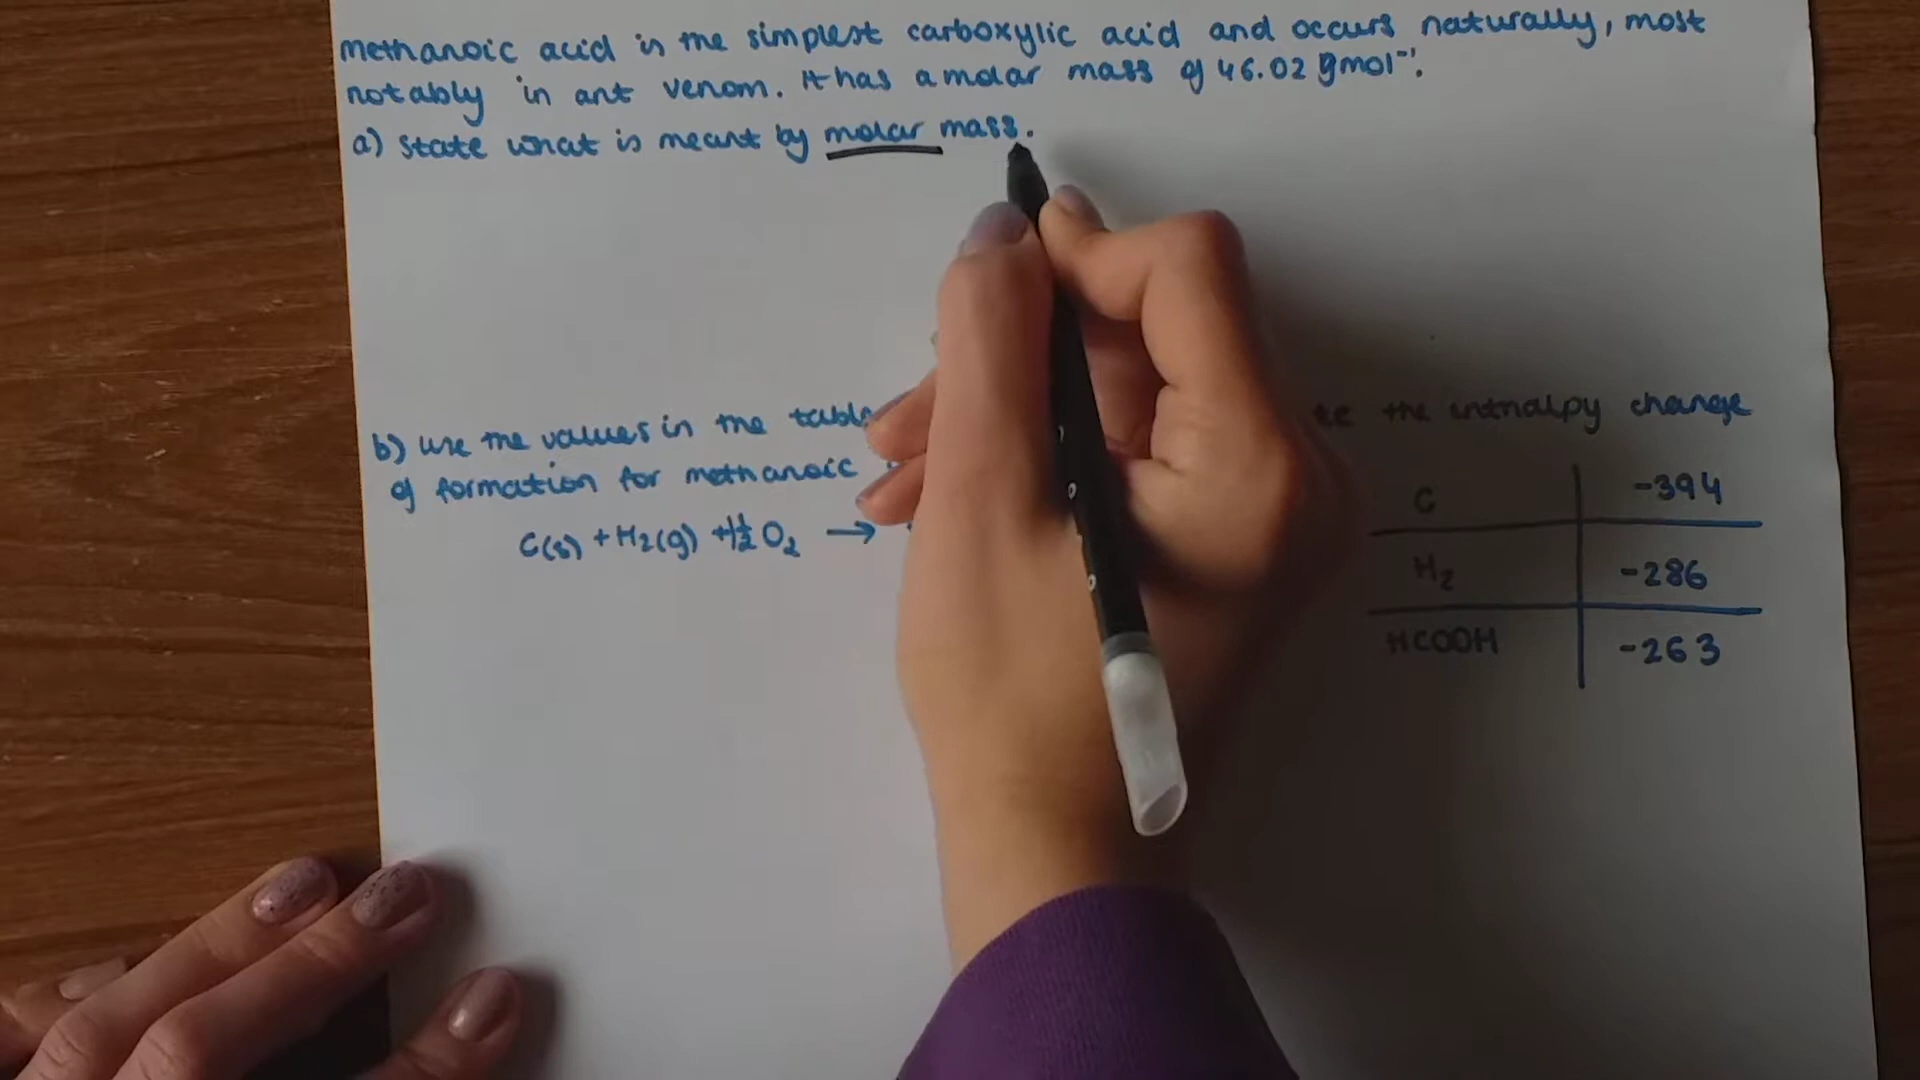 methanoic acid is the simplest carboxylic acid and occurs naturally, most
notably in ant venom. It has a molar mass of 46.02 gmol⁻¹.
a) state what is meant by molar mass.
b) use the values in the table the enthalpy change
of formation for methanoic
C(s) + H₂(g) + 1½ O₂ →
C -394
H₂ -286
HCOOH -263